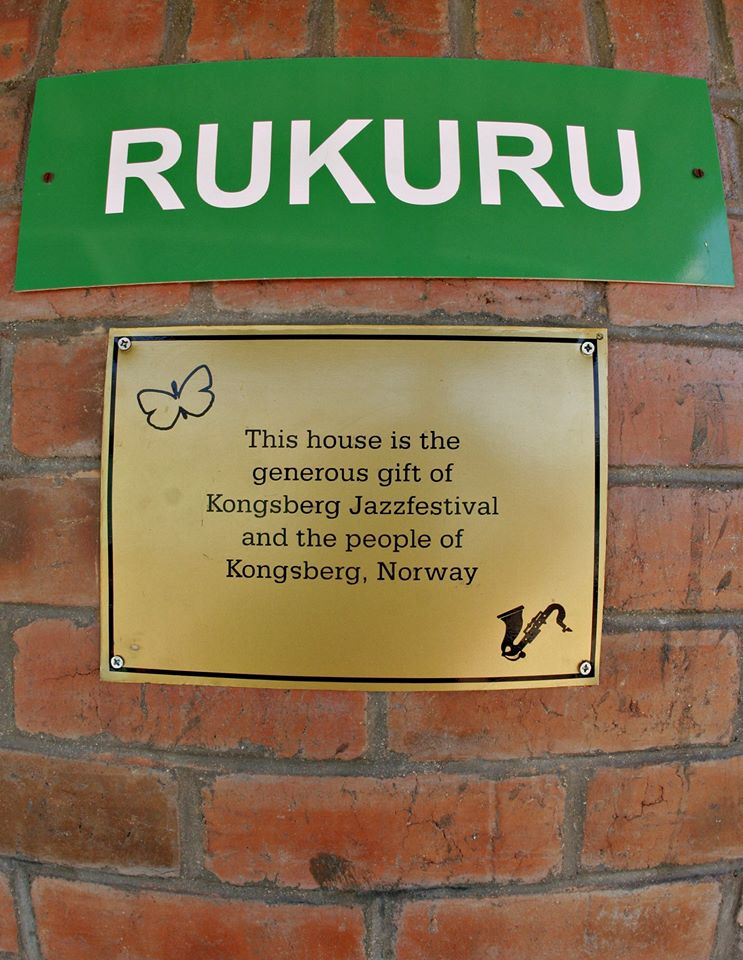 RUKURU
This house is the
generous gift of
Kongsberg Jazzfestival
and the people of
Kongsberg, Norway